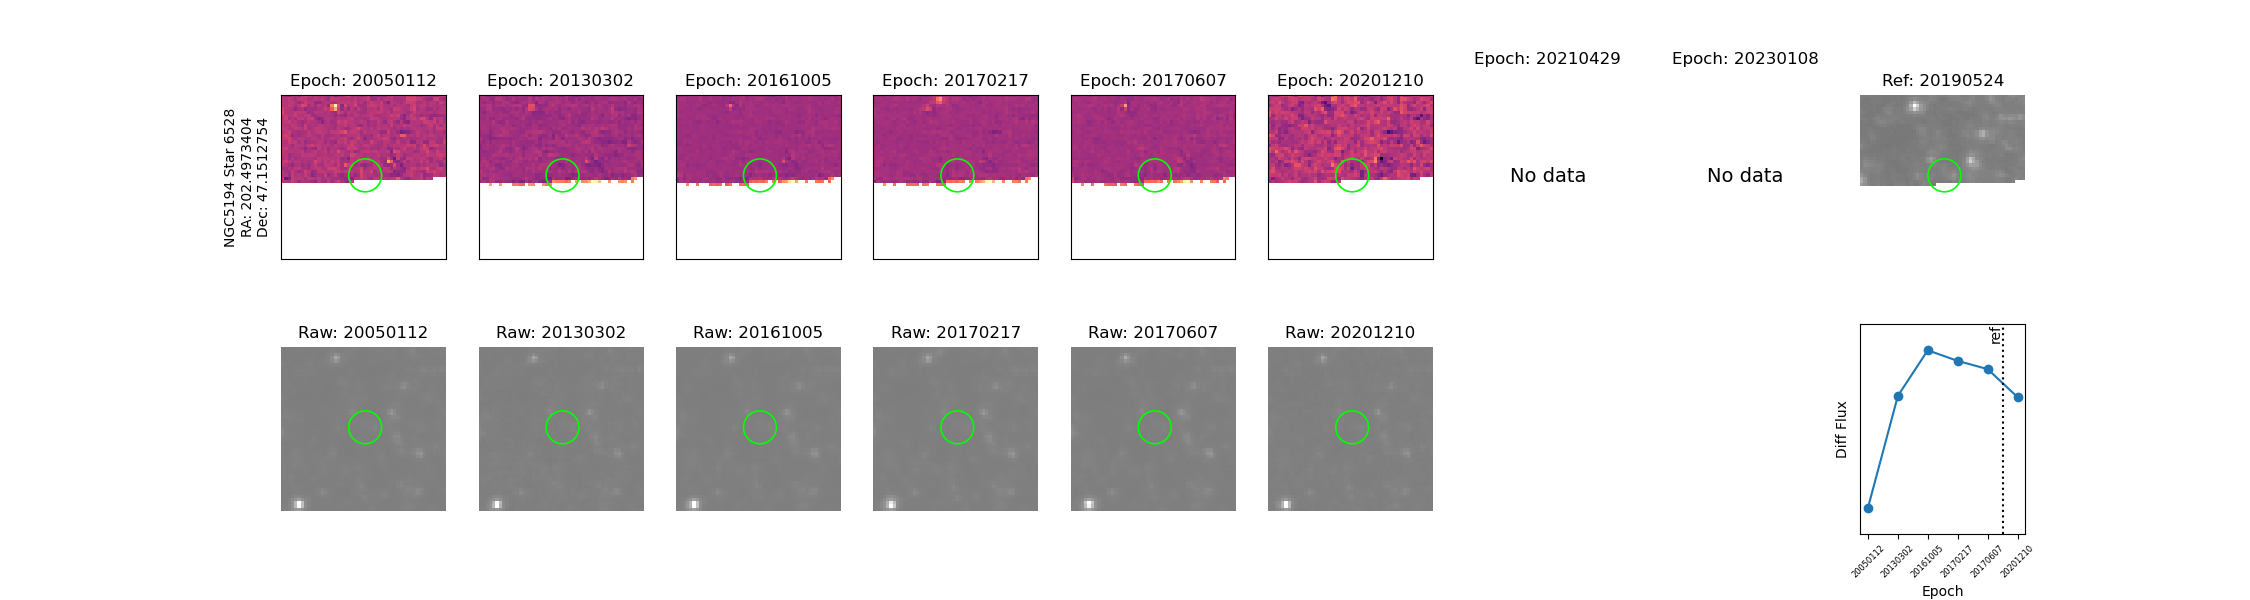 Epoch: 20210429
Epoch: 20230108
Epoch: 20050112
Epoch: 20130302
Epoch: 20161005
Epoch: 20170217
Epoch: 20170607
Epoch: 20201210
Ref: 20190524
NGC5194 Star 6528
RA: 202.4973404
Dec: 47.1512754
No data
No data
Raw: 20050112
Raw: 20130302
Raw: 20161005
Raw: 20170217
Raw: 20170607
Raw: 20201210
ref
Diff Flux
20050112
20130302
20161005
20170217
20170607
20201210
Epoch